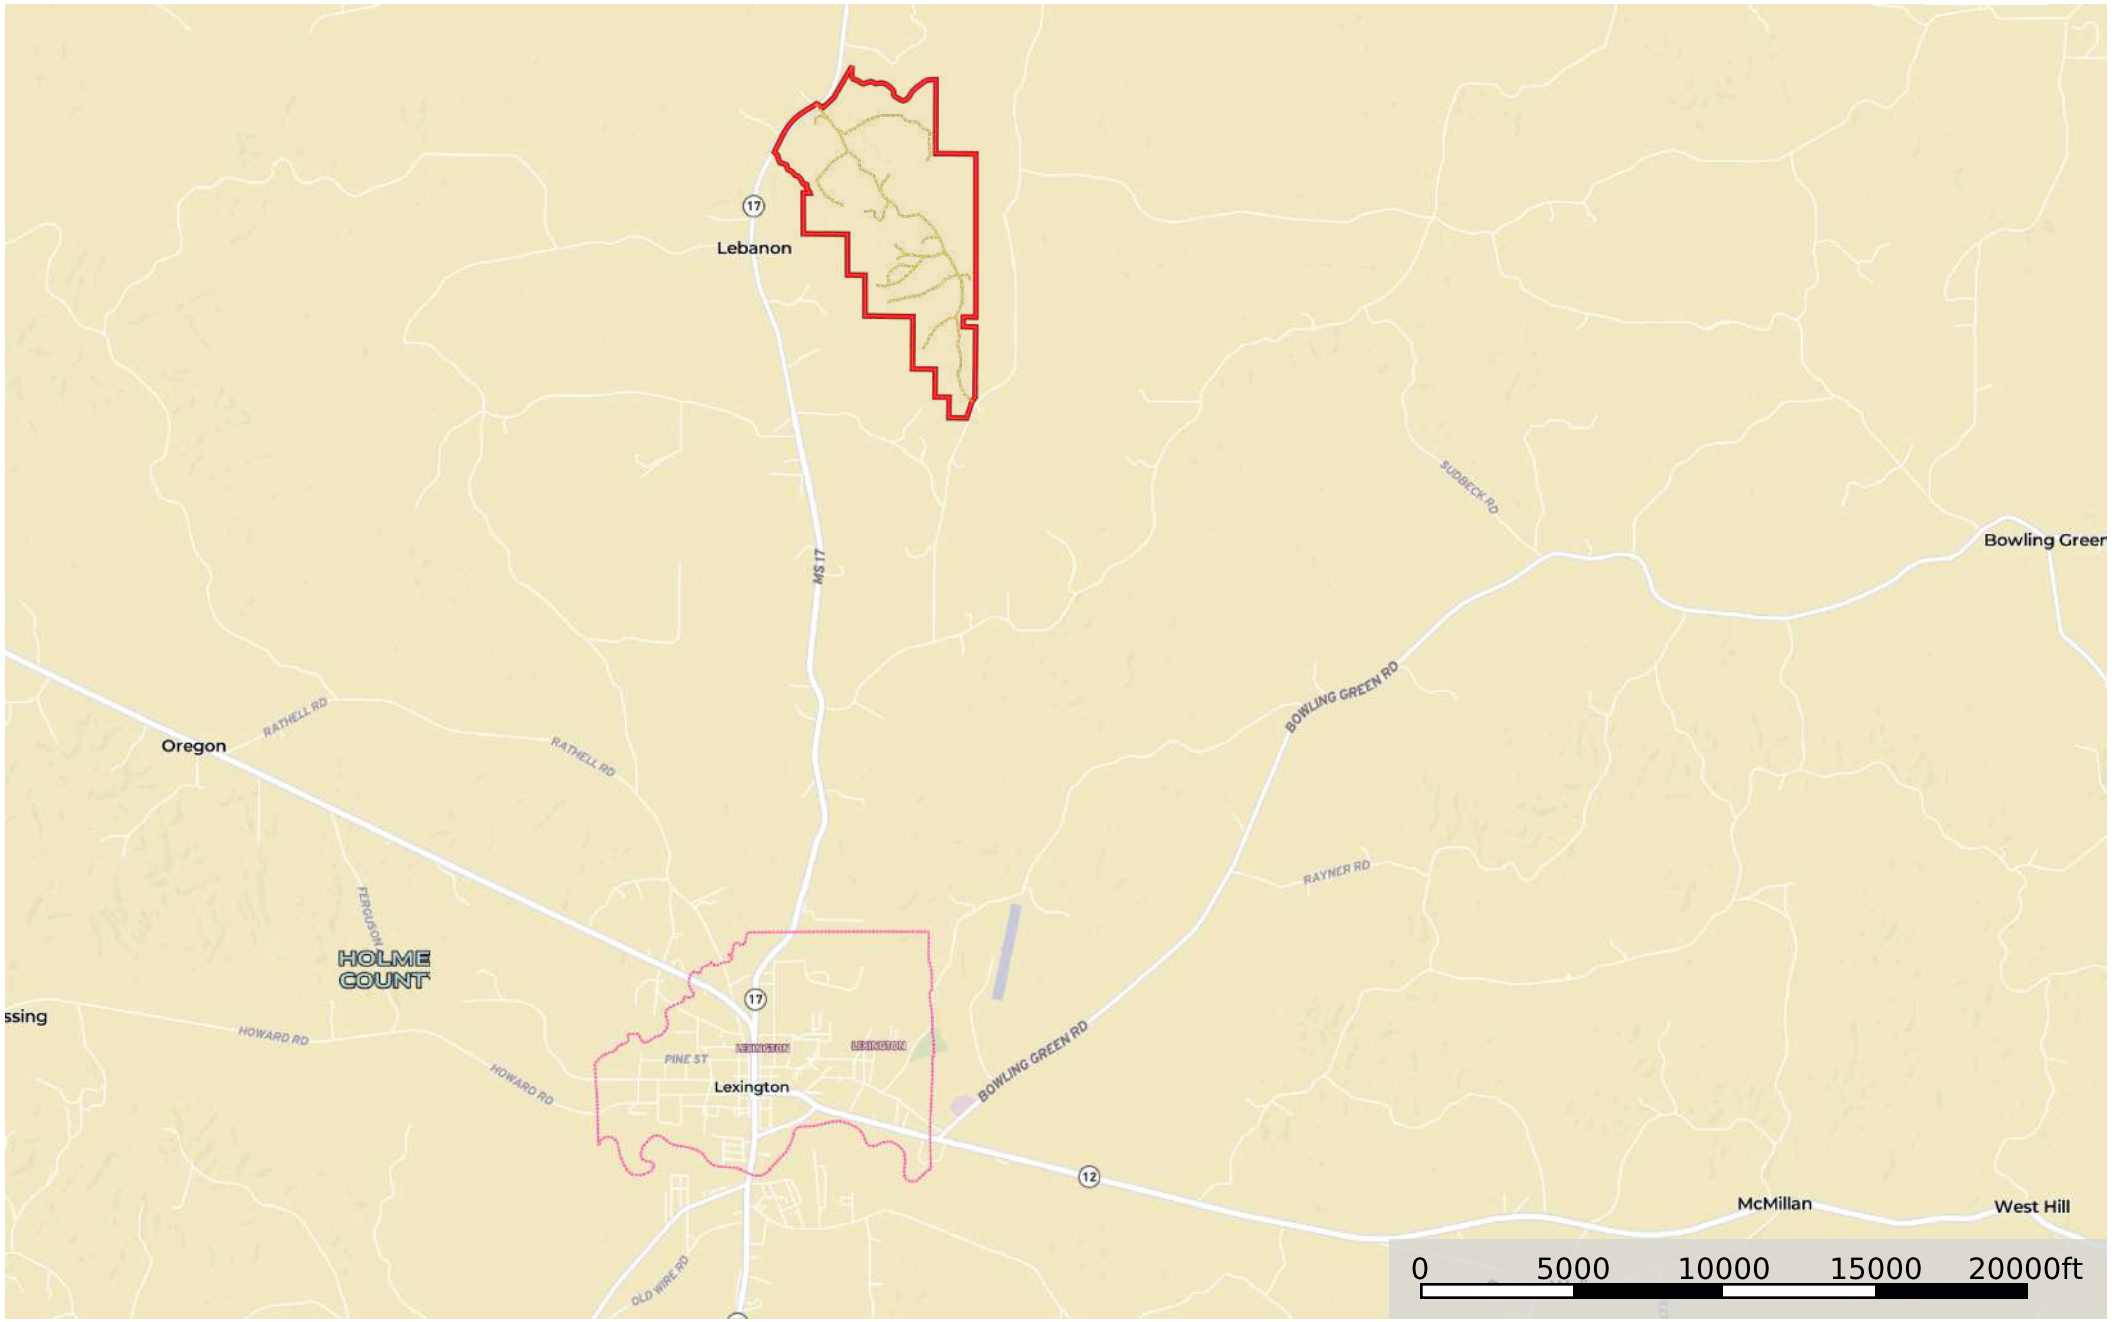 17
Lebanon
SUDBECK RD
Bowling Green
MS 17
BOWLING GREEN RD
RATHELL RD
Oregon
RATHELL RD
RAYNER RD
FERGUSON
HOLME
COUNT
17
ssing
HOWARD RD
LEXINGTON
LEXINGTON
PINE ST
BOWLING GREEN RD
HOWARD RD
Lexington
12
McMillan
West Hill
OLD WIRE RD
0 5000 10000 15000 20000ft